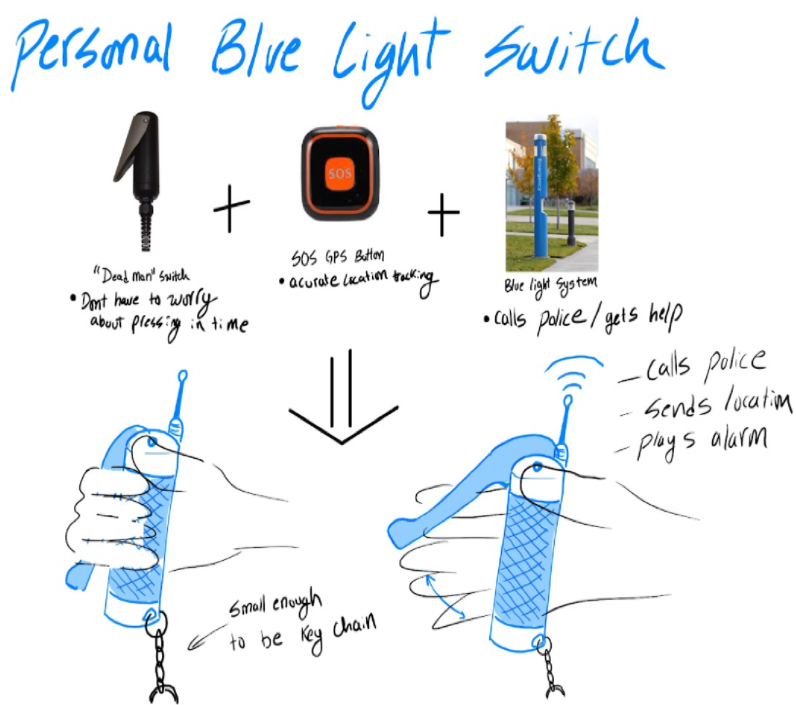 Personal Blue Light Switch
SOS
"Dead man" switch
• Dont have to worry
about pressing in time
SOS GPS Button
• acurate location tracking
Blue light system
• calls police/gets help
– calls police
– sends location
– plays alarm
small enough
to be key chain